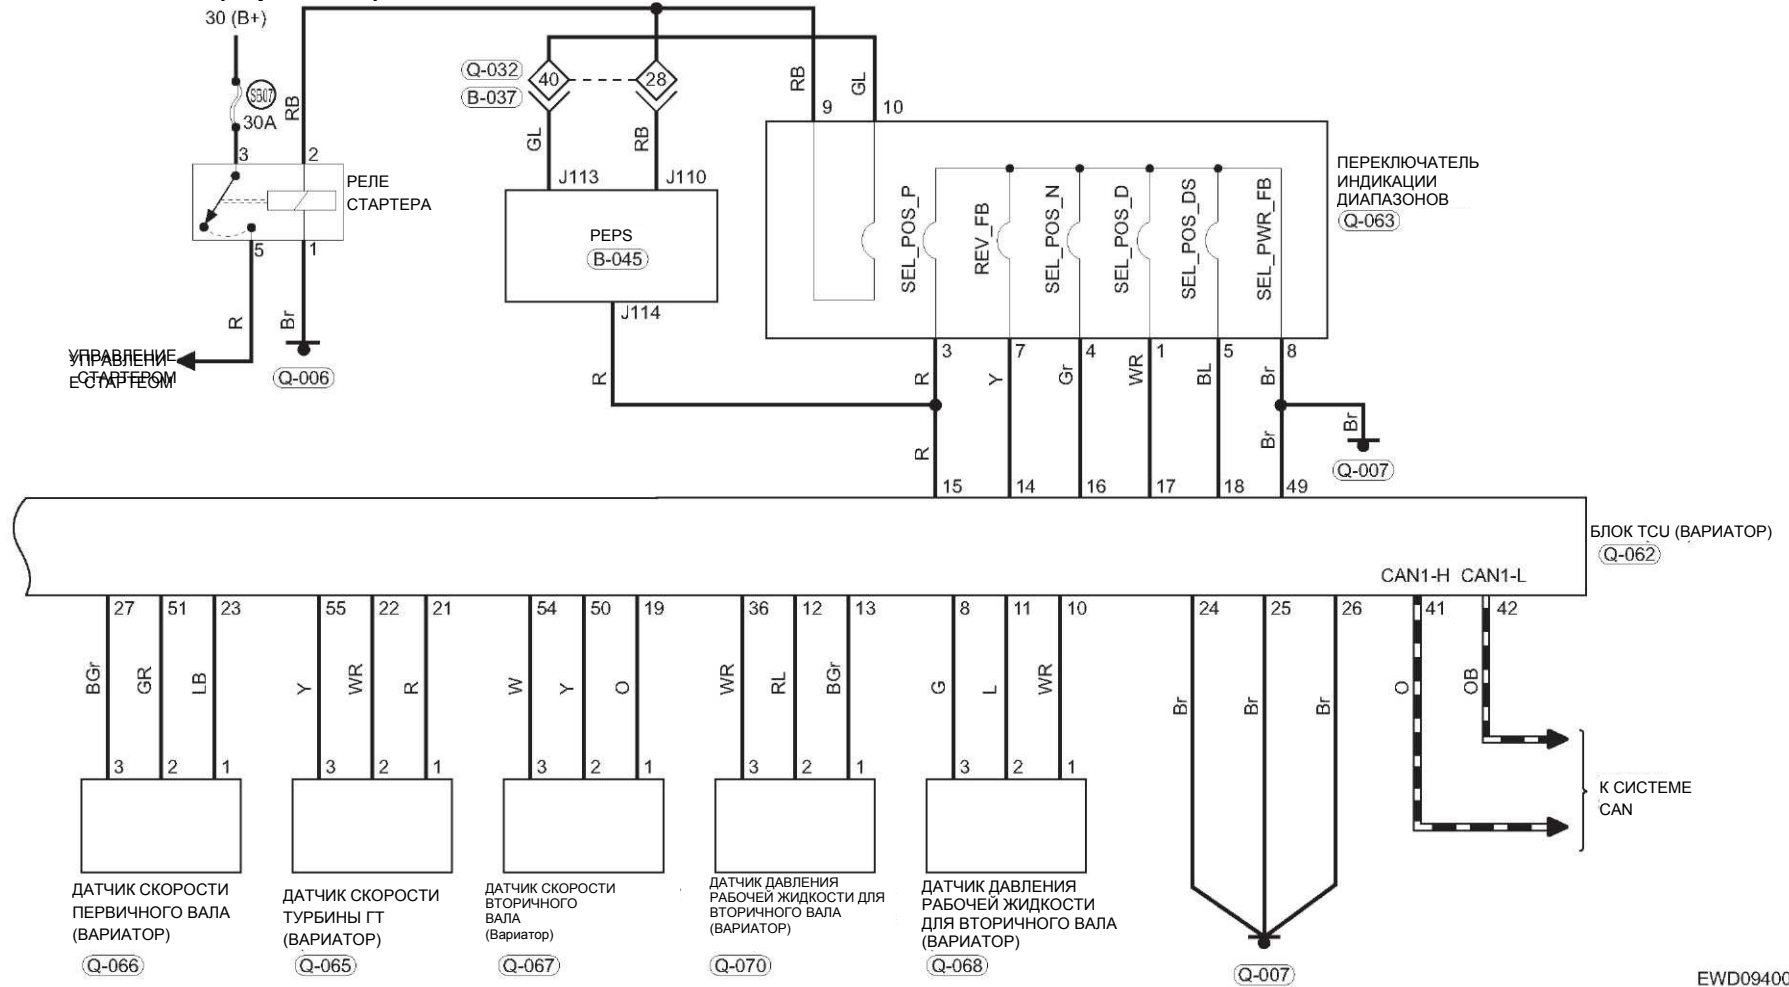 30 (B+)
SB07
30A
RB
3
2
РЕЛЕ
СТАРТЕРА
5
1
R
Br
УПРАВЛЕНИЕ
СТАРТЕРОМ
УПРАВЛЕНИ
Е СТАРТЕОМ
Q-006
Q-032
B-037
40
28
GL
RB
J113
J110
PEPS
B-045
J114
R
RB
GL
9
10
ПЕРЕКЛЮЧАТЕЛЬ
ИНДИКАЦИИ
ДИАПАЗОНОВ
Q-063
SEL_POS_P
REV_FB
SEL_POS_N
SEL_POS_D
SEL_POS_DS
SEL_PWR_FB
3
7
4
1
5
8
R
Y
Gr
WR
BL
Br
R
Br
Br
Q-007
15
14
16
17
18
49
БЛОК TCU (ВАРИАТОР)
Q-062
CAN1-H
CAN1-L
27
51
23
55
22
21
54
50
19
36
12
13
8
11
10
24
25
26
41
42
BGr
GR
LB
Y
WR
R
W
Y
O
WR
RL
BGr
G
L
WR
Br
Br
Br
O
OB
3
2
1
3
2
1
3
2
1
3
2
1
3
2
1
К СИСТЕМЕ
CAN
ДАТЧИК СКОРОСТИ
ПЕРВИЧНОГО ВАЛА
(ВАРИАТОР)
Q-066
ДАТЧИК СКОРОСТИ
ТУРБИНЫ ГТ
(ВАРИАТОР)
Q-065
ДАТЧИК СКОРОСТИ
ВТОРИЧНОГО
ВАЛА
(Вариатор)
Q-067
ДАТЧИК ДАВЛЕНИЯ
РАБОЧЕЙ ЖИДКОСТИ ДЛЯ
ВТОРИЧНОГО ВАЛА
(ВАРИАТОР)
Q-070
ДАТЧИК ДАВЛЕНИЯ
РАБОЧЕЙ ЖИДКОСТИ
ДЛЯ ВТОРИЧНОГО ВАЛА
(ВАРИАТОР)
Q-068
Q-007
EWD09400